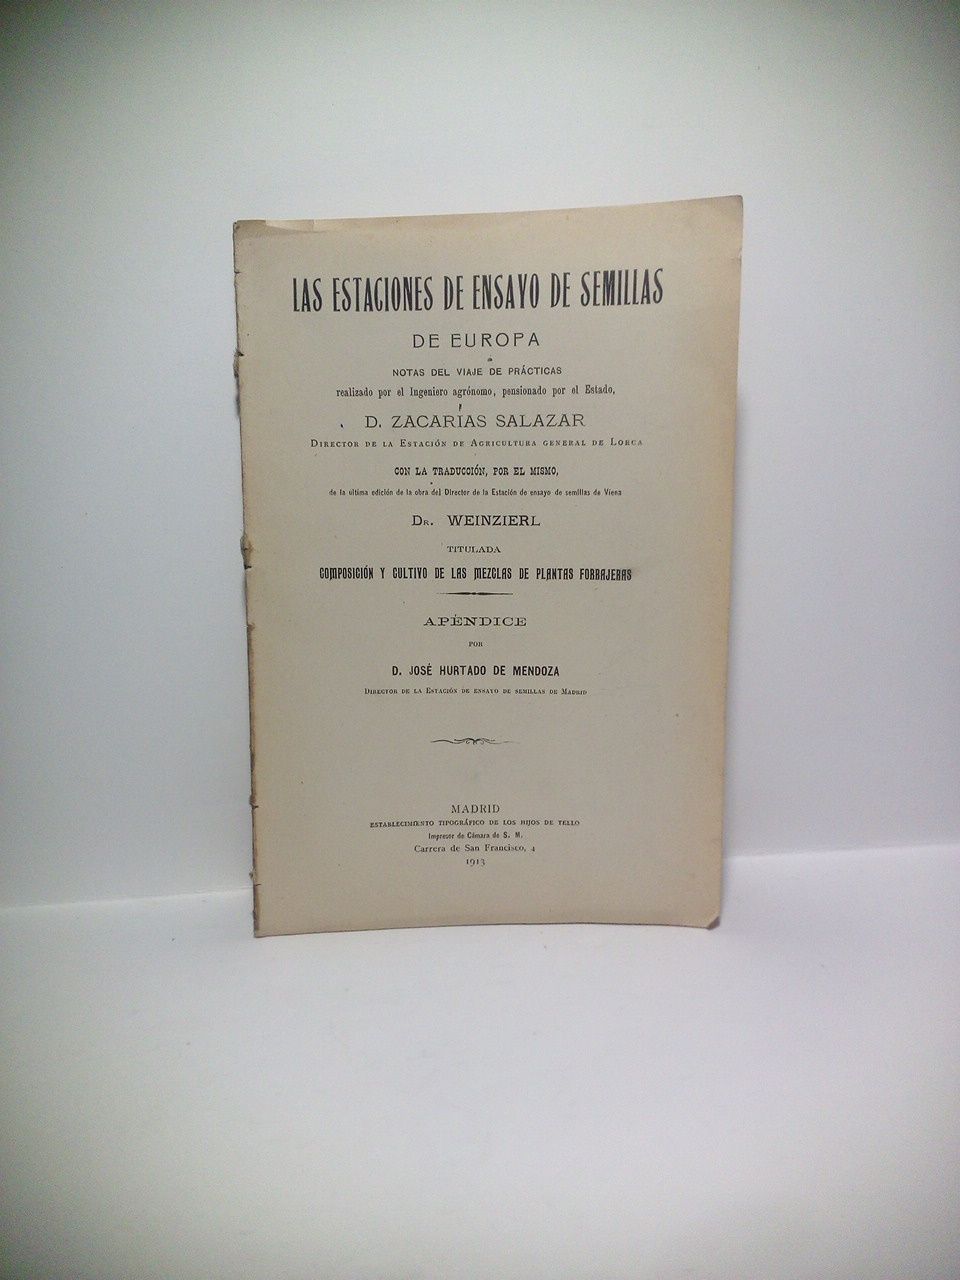 LAS ESTACIONES DE ENSAYO DE SEMILLAS
DE EUROPA
NOTAS DEL VIAJE DE PRÁCTICAS
realizado por el Ingeniero agrónomo, pensionado por el Estado,
D. ZACARÍAS SALAZAR
DIRECTOR DE LA ESTACIÓN DE AGRICULTURA GENERAL DE LORCA
CON LA TRADUCCIÓN, POR EL MISMO,
de la última edición de la obra del Director de la Estación de ensayo de semillas de Viena
DR. WEINZIERL
TITULADA
COMPOSICIÓN Y CULTIVO DE LAS MEZCLAS DE PLANTAS FORRAJERAS
APÉNDICE
POR
D. JOSÉ HURTADO DE MENDOZA
DIRECTOR DE LA ESTACIÓN DE ENSAYO DE SEMILLAS DE MADRID
MADRID
ESTABLECIMIENTO TIPOGRÁFICO DE LOS HIJOS DE TELLO
Impresor de Cámara de S. M.
Carrera de San Francisco, 4
1913